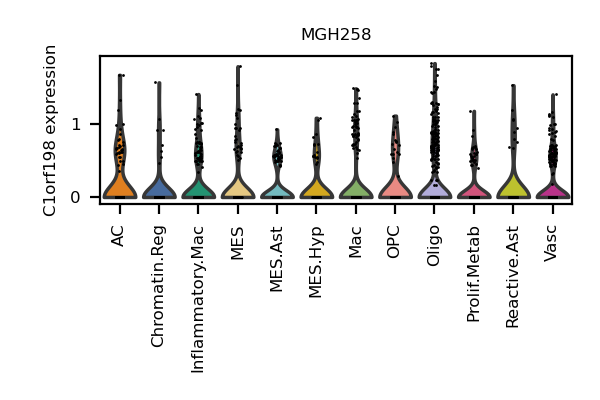 MGH258
C1orf198 expression
1
0
AC
Chromatin.Reg
Inflammatory.Mac
MES
MES.Ast
MES.Hyp
Mac
OPC
Oligo
Prolif.Metab
Reactive.Ast
Vasc